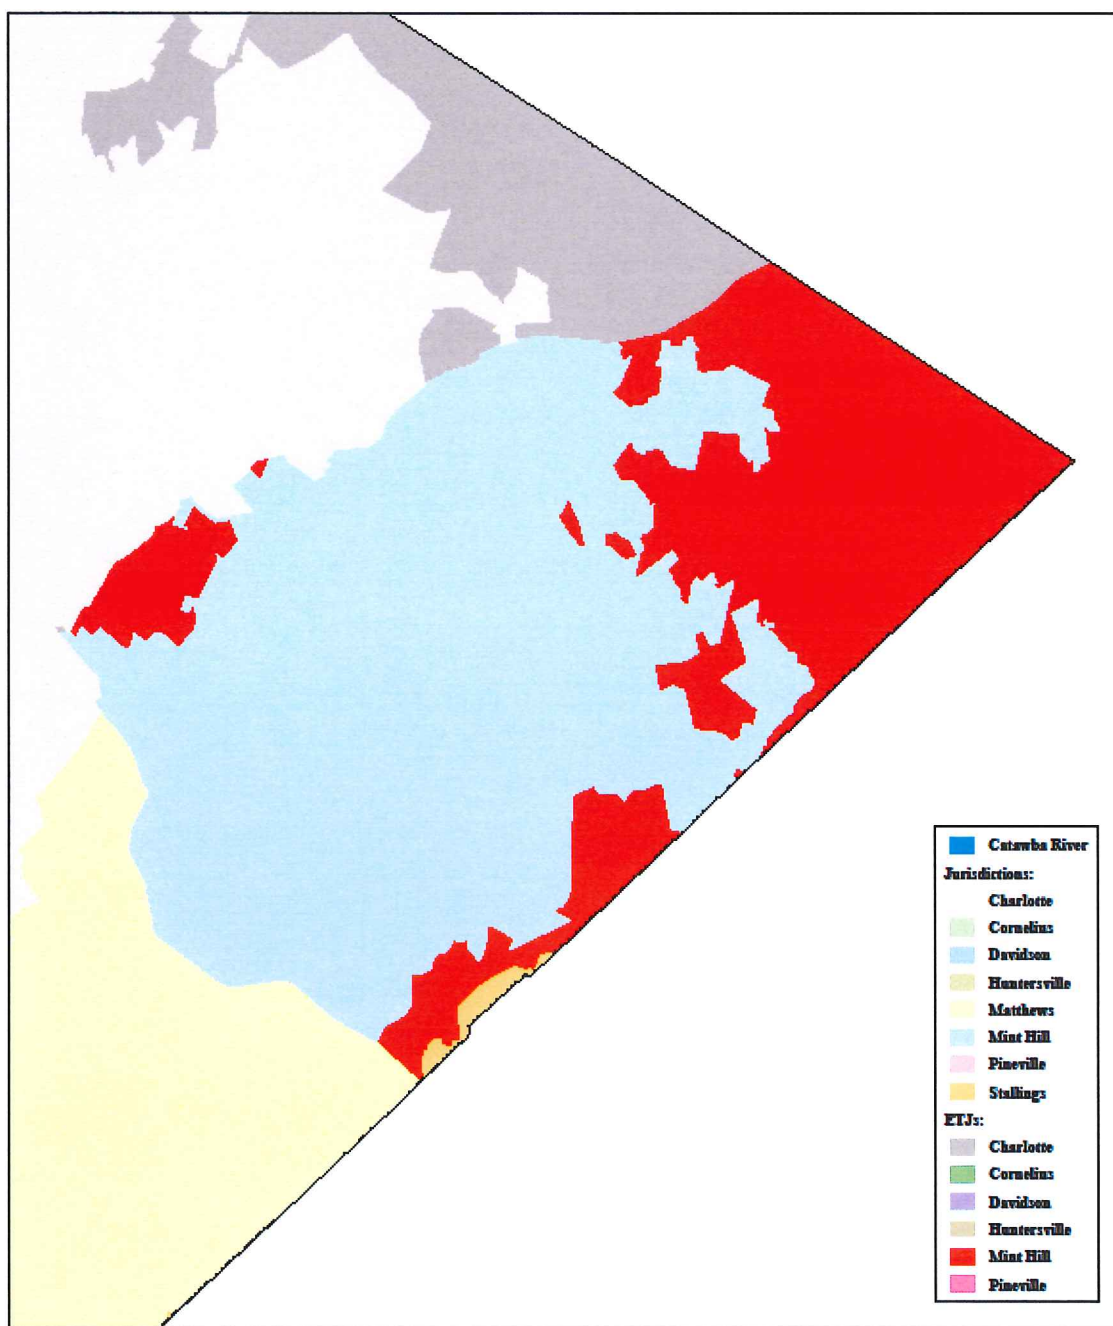 Catawba River
Jurisdictions:
Charlotte
Cornelius
Davidson
Huntersville
Matthews
Mint Hill
Pineville
Stallings
ETJs:
Charlotte
Cornelius
Davidson
Huntersville
Mint Hill
Pineville